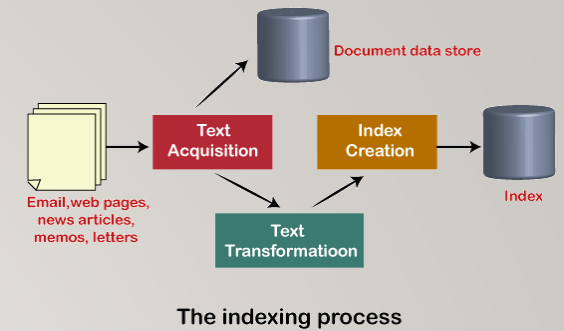 Document data store
Text
Acquisition
Index
Creation
Email,web pages,
news articles,
memos, letters
Index
Text
Transformatioon
The indexing process